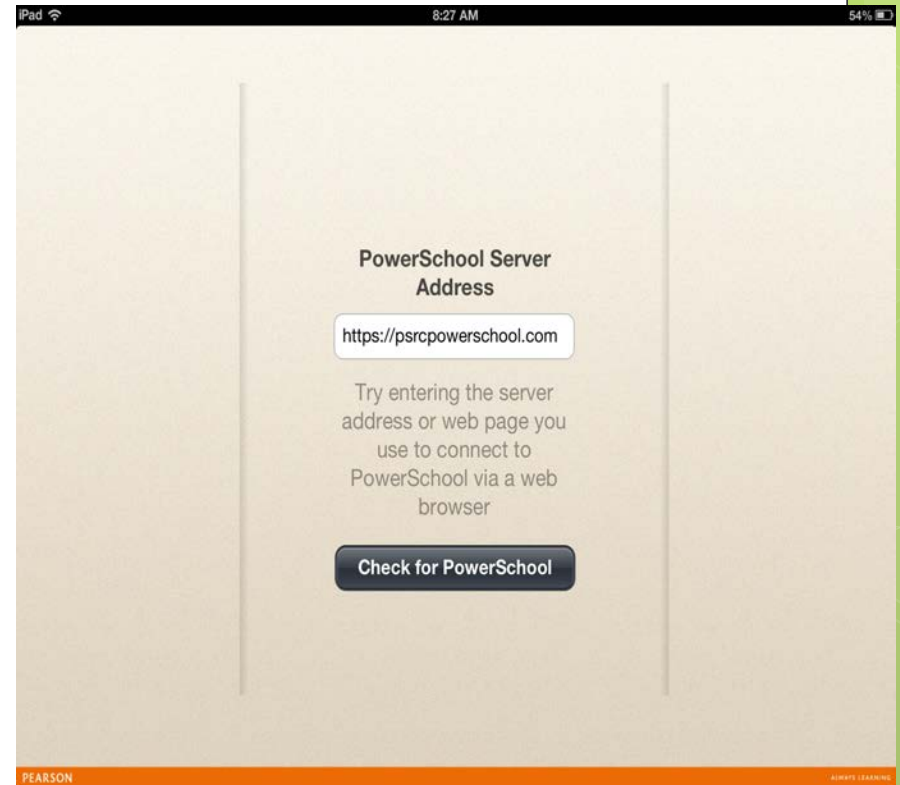 iPad 8:27 AM 54%
PowerSchool Server
Address
https://psrcpowerschool.com
Try entering the server
address or web page you
use to connect to
PowerSchool via a web
browser
Check for PowerSchool
PEARSON ALWAYS LEARNING